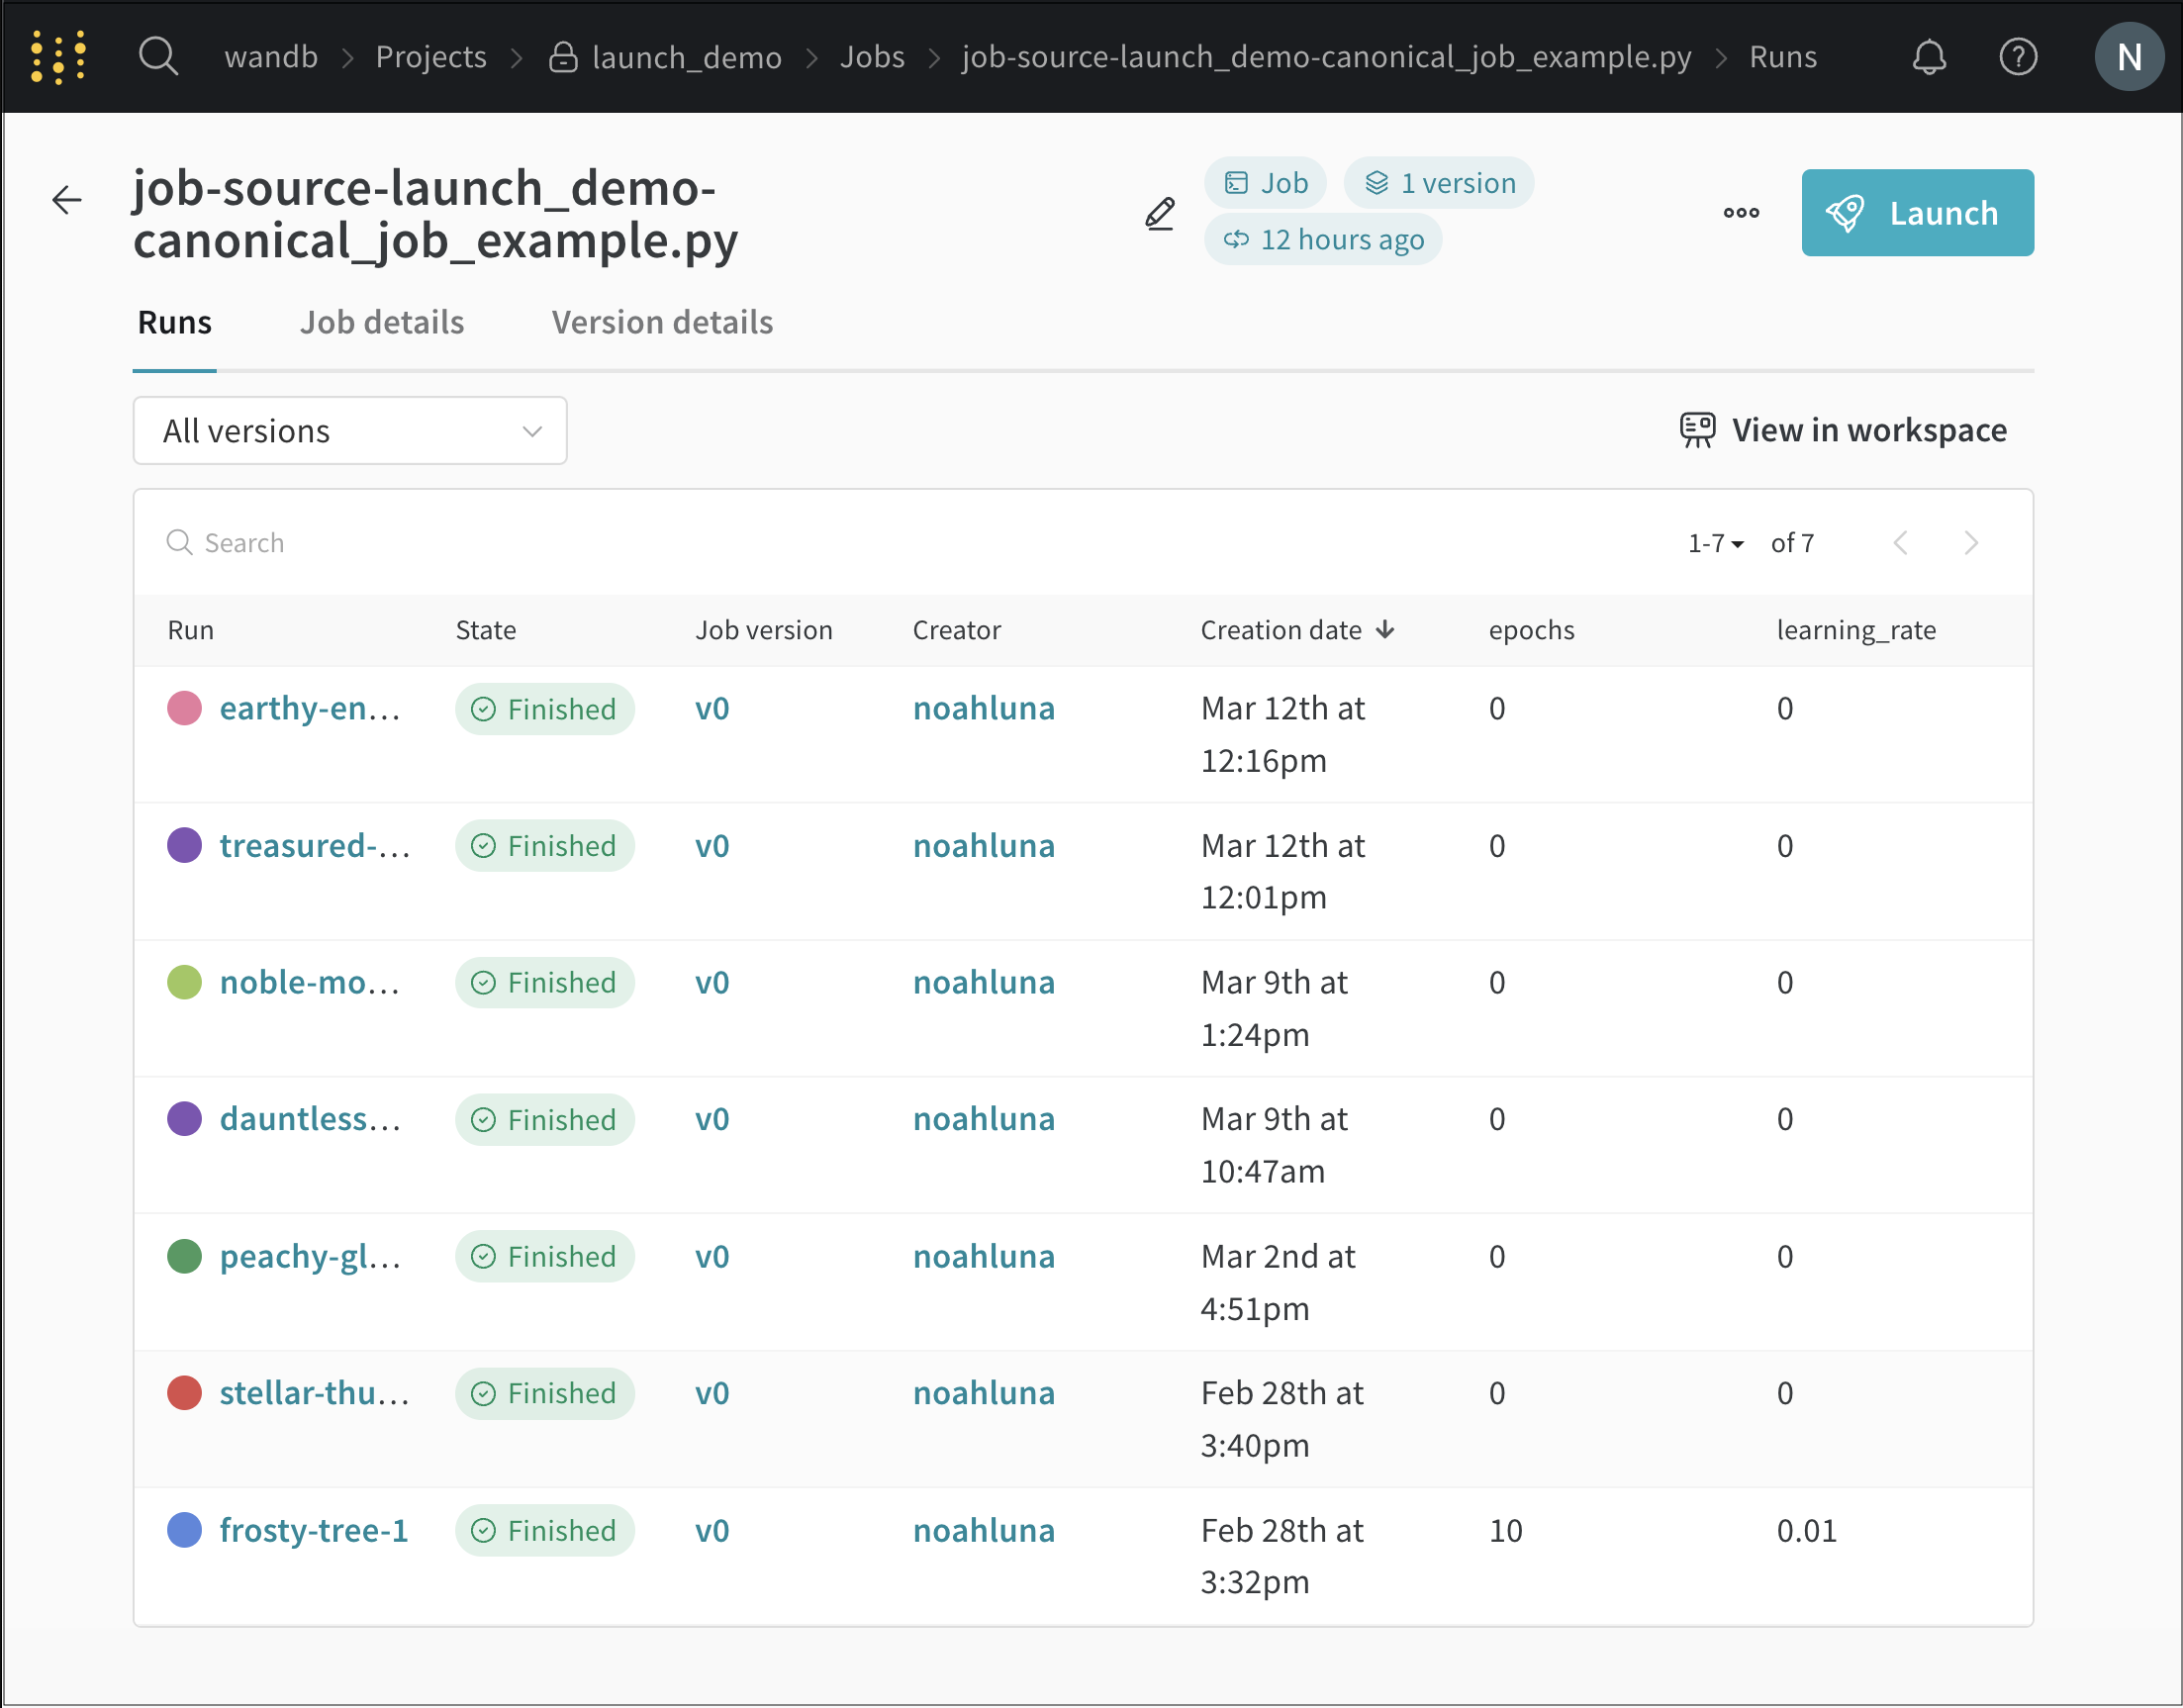 wandb > Projects > launch_demo > Jobs > job-source-launch_demo-canonical_job_example.py > Runs
N
job-source-launch_demo-
canonical_job_example.py
Job
1 version
12 hours ago
Launch
Runs
Job details
Version details
All versions
View in workspace
Search
1-7 of 7
Run State Job version Creator Creation date epochs learning_rate
earthy-en... Finished v0 noahluna Mar 12th at 0 0
12:16pm
treasured-... Finished v0 noahluna Mar 12th at 0 0
12:01pm
noble-mo... Finished v0 noahluna Mar 9th at 0 0
1:24pm
dauntless... Finished v0 noahluna Mar 9th at 0 0
10:47am
peachy-gl... Finished v0 noahluna Mar 2nd at 0 0
4:51pm
stellar-thu... Finished v0 noahluna Feb 28th at 0 0
3:40pm
frosty-tree-1 Finished v0 noahluna Feb 28th at 10 0.01
3:32pm